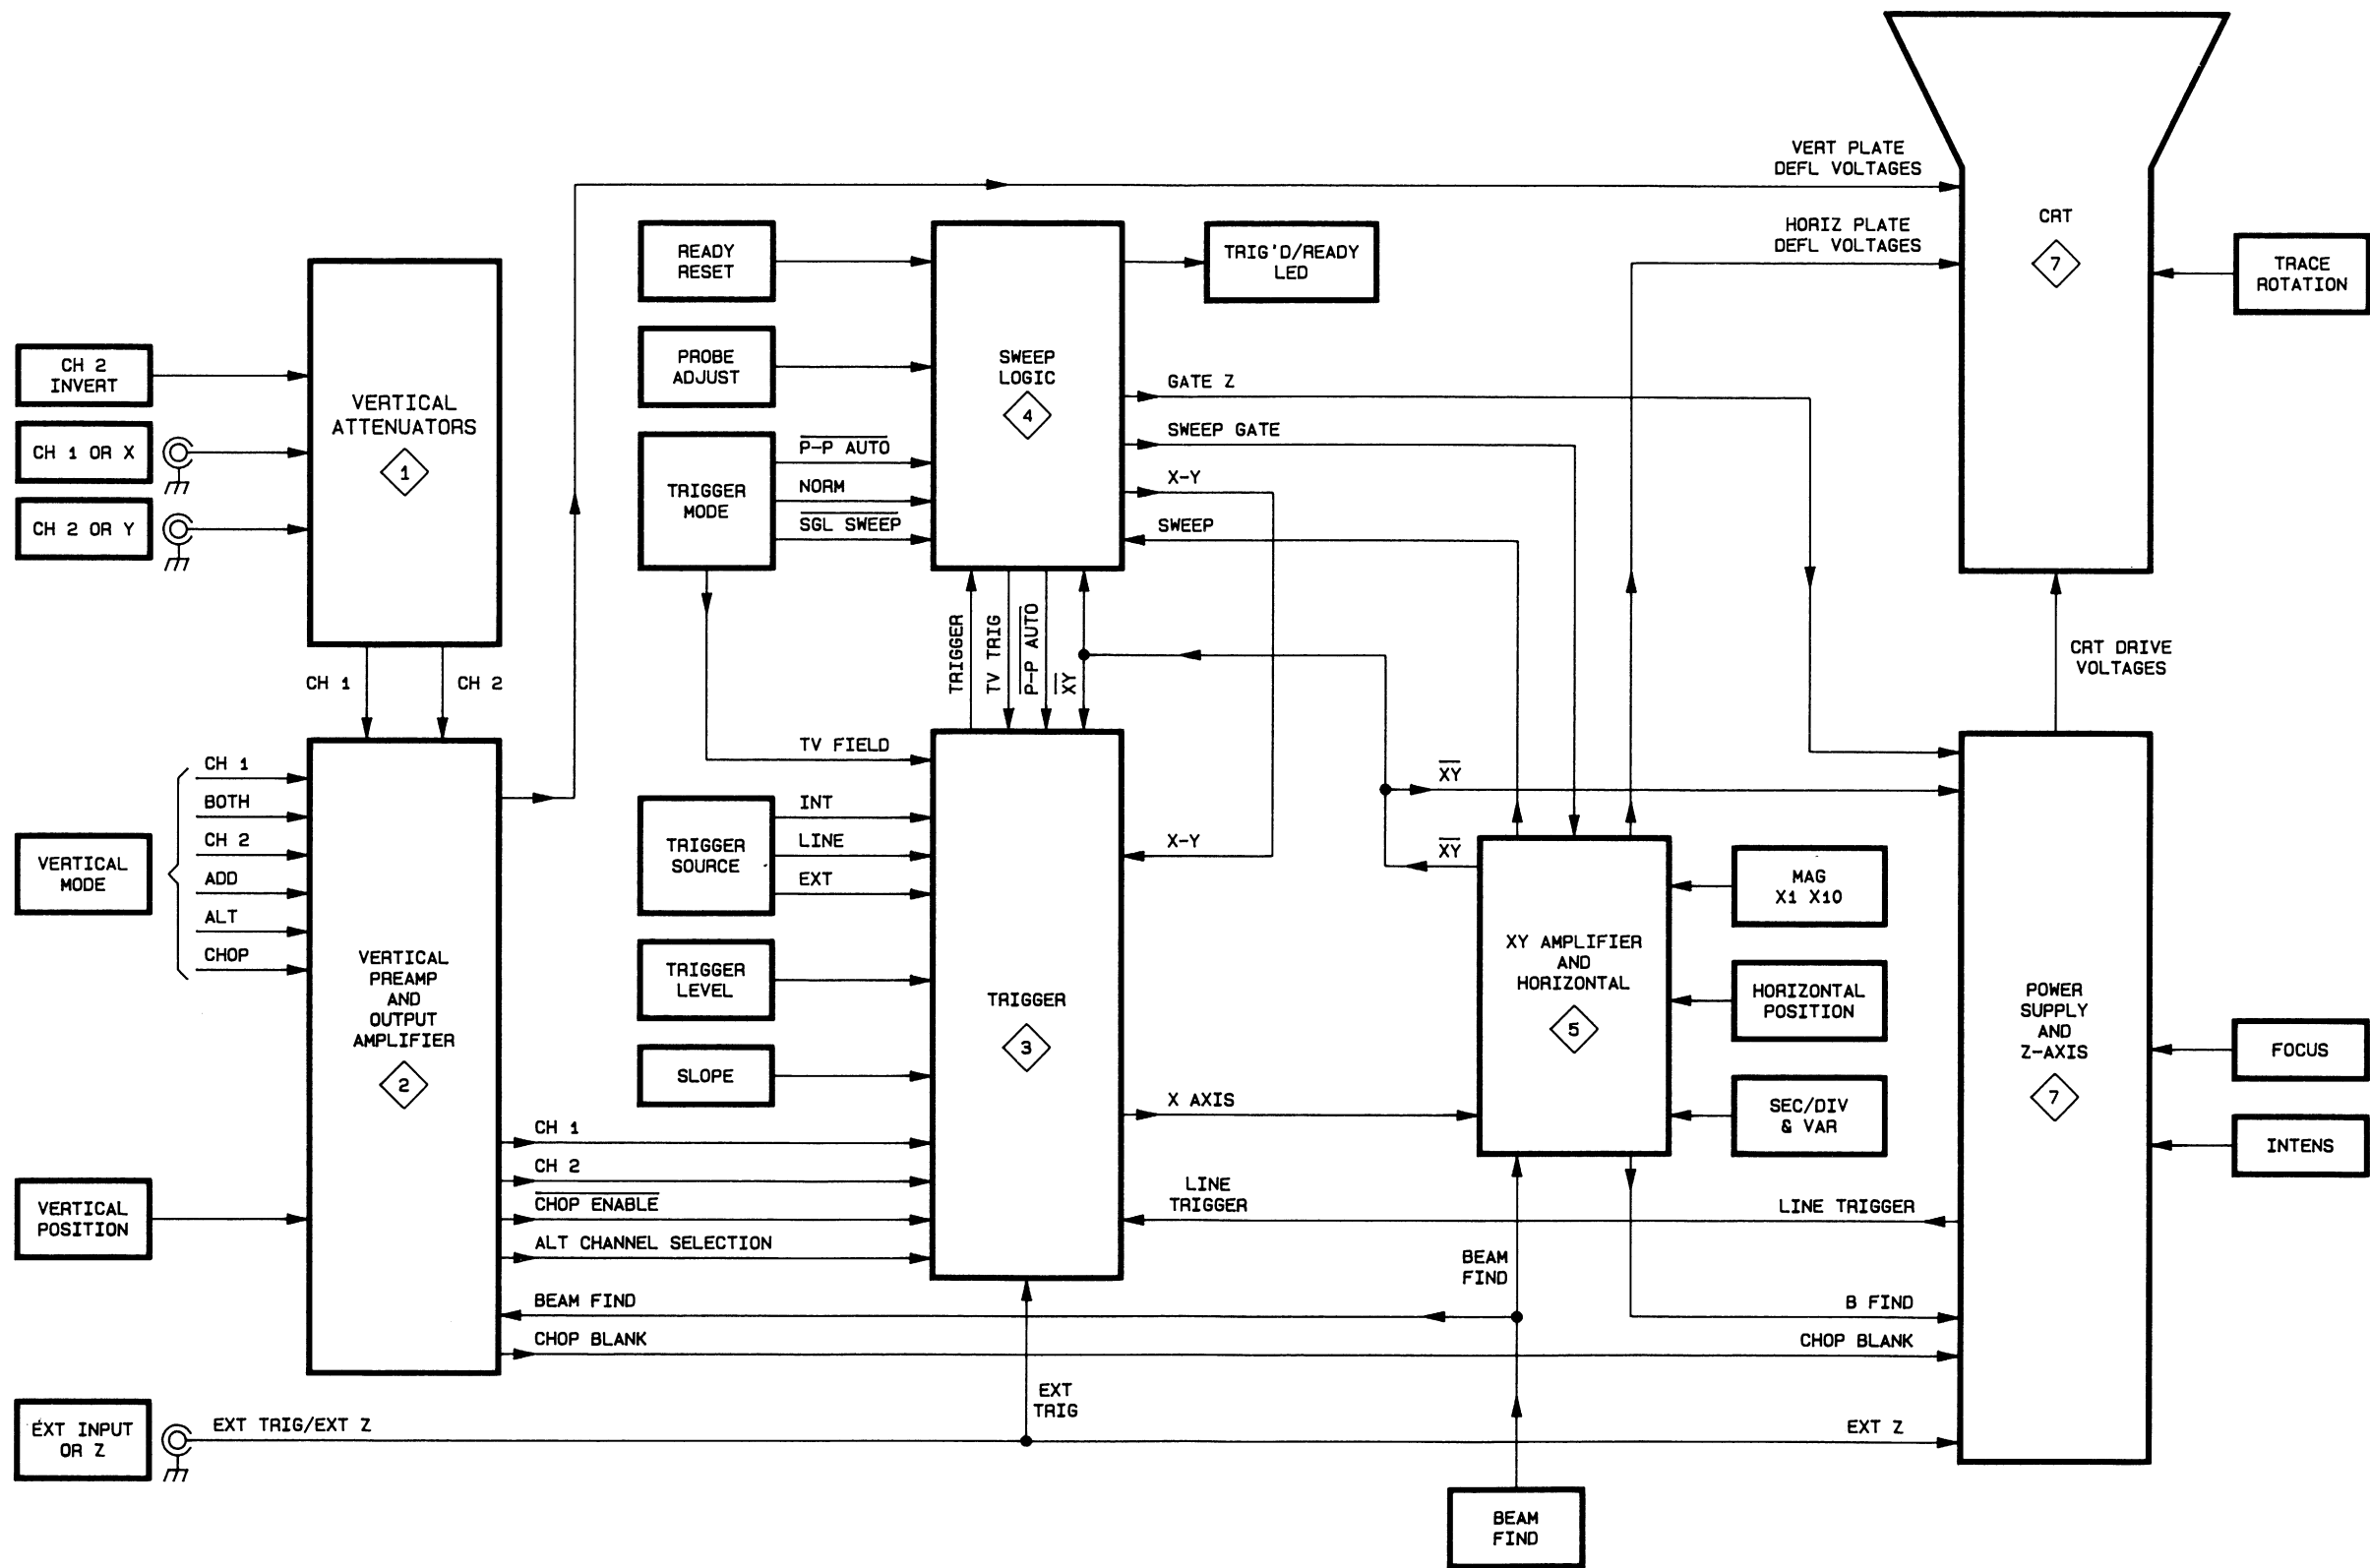 VERT PLATE
DEFL VOLTAGES
HORIZ PLATE
DEFL VOLTAGES
CRT
7
TRACE
ROTATION
READY
RESET
TRIG'D/READY
LED
PROBE
ADJUST
SWEEP
LOGIC
4
TRIGGER
MODE
P-P AUTO
NORM
SGL SWEEP
GATE Z
SWEEP GATE
X-Y
SWEEP
CH 2
INVERT
CH 1 OR X
CH 2 OR Y
VERTICAL
ATTENUATORS
1
CH 1
CH 2
TRIGGER
TV TRIG
P-P AUTO
XY
CRT DRIVE
VOLTAGES
VERTICAL
MODE
CH 1
BOTH
CH 2
ADD
ALT
CHOP
VERTICAL
PREAMP
AND
OUTPUT
AMPLIFIER
2
TV FIELD
TRIGGER
SOURCE
INT
LINE
EXT
TRIGGER
LEVEL
SLOPE
TRIGGER
3
X-Y
XY
XY
XY AMPLIFIER
AND
HORIZONTAL
5
MAG
X1 X10
HORIZONTAL
POSITION
SEC/DIV
& VAR
POWER
SUPPLY
AND
Z-AXIS
7
FOCUS
INTENS
X AXIS
VERTICAL
POSITION
CH 1
CH 2
CHOP ENABLE
ALT CHANNEL SELECTION
BEAM FIND
CHOP BLANK
LINE
TRIGGER
LINE TRIGGER
BEAM
FIND
B FIND
CHOP BLANK
EXT INPUT
OR Z
EXT TRIG/EXT Z
EXT
TRIG
EXT Z
BEAM
FIND